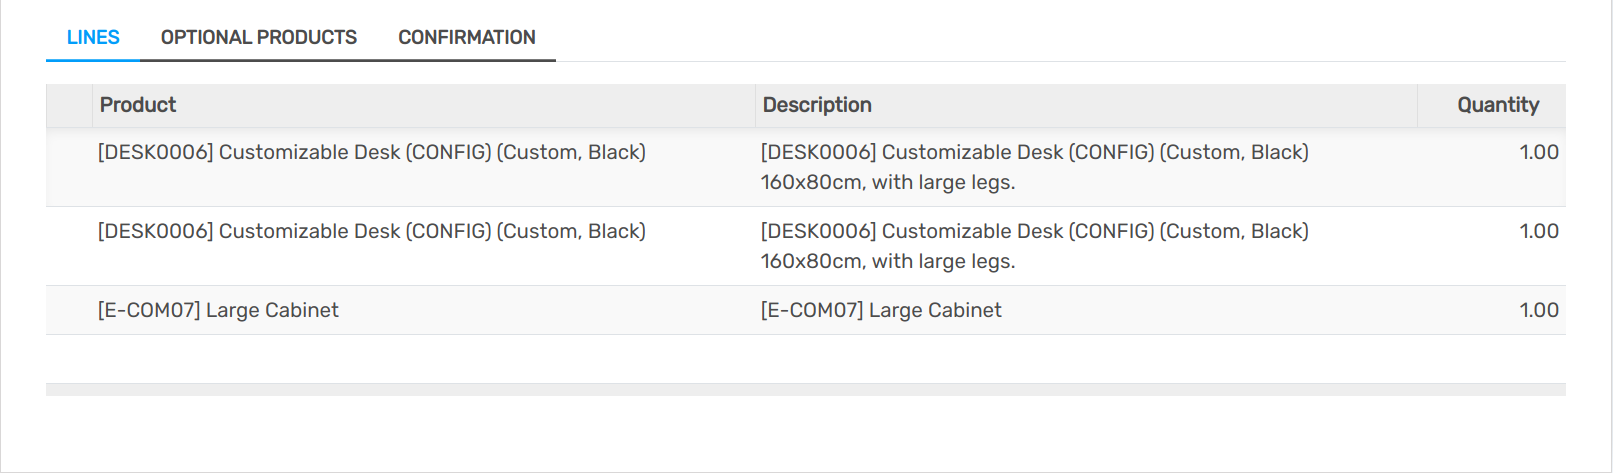 LINES OPTIONAL PRODUCTS CONFIRMATION
Product Description Quantity
[DESK0006] Customizable Desk (CONFIG) (Custom, Black) [DESK0006] Customizable Desk (CONFIG) (Custom, Black) 1.00
160x80cm, with large legs.
[DESK0006] Customizable Desk (CONFIG) (Custom, Black) [DESK0006] Customizable Desk (CONFIG) (Custom, Black) 1.00
160x80cm, with large legs.
[E-COM07] Large Cabinet [E-COM07] Large Cabinet 1.00